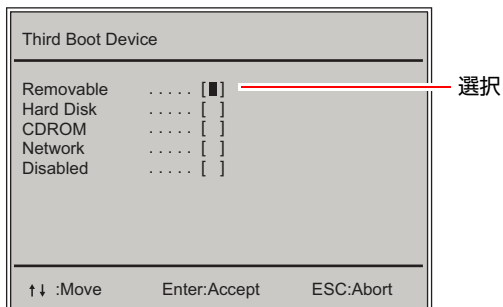 Third Boot Device
Removable ..... [■] 選択
Hard Disk ..... [ ]
CDROM ..... [ ]
Network ..... [ ]
Disabled ..... [ ]
↑↓ :Move Enter:Accept ESC:Abort